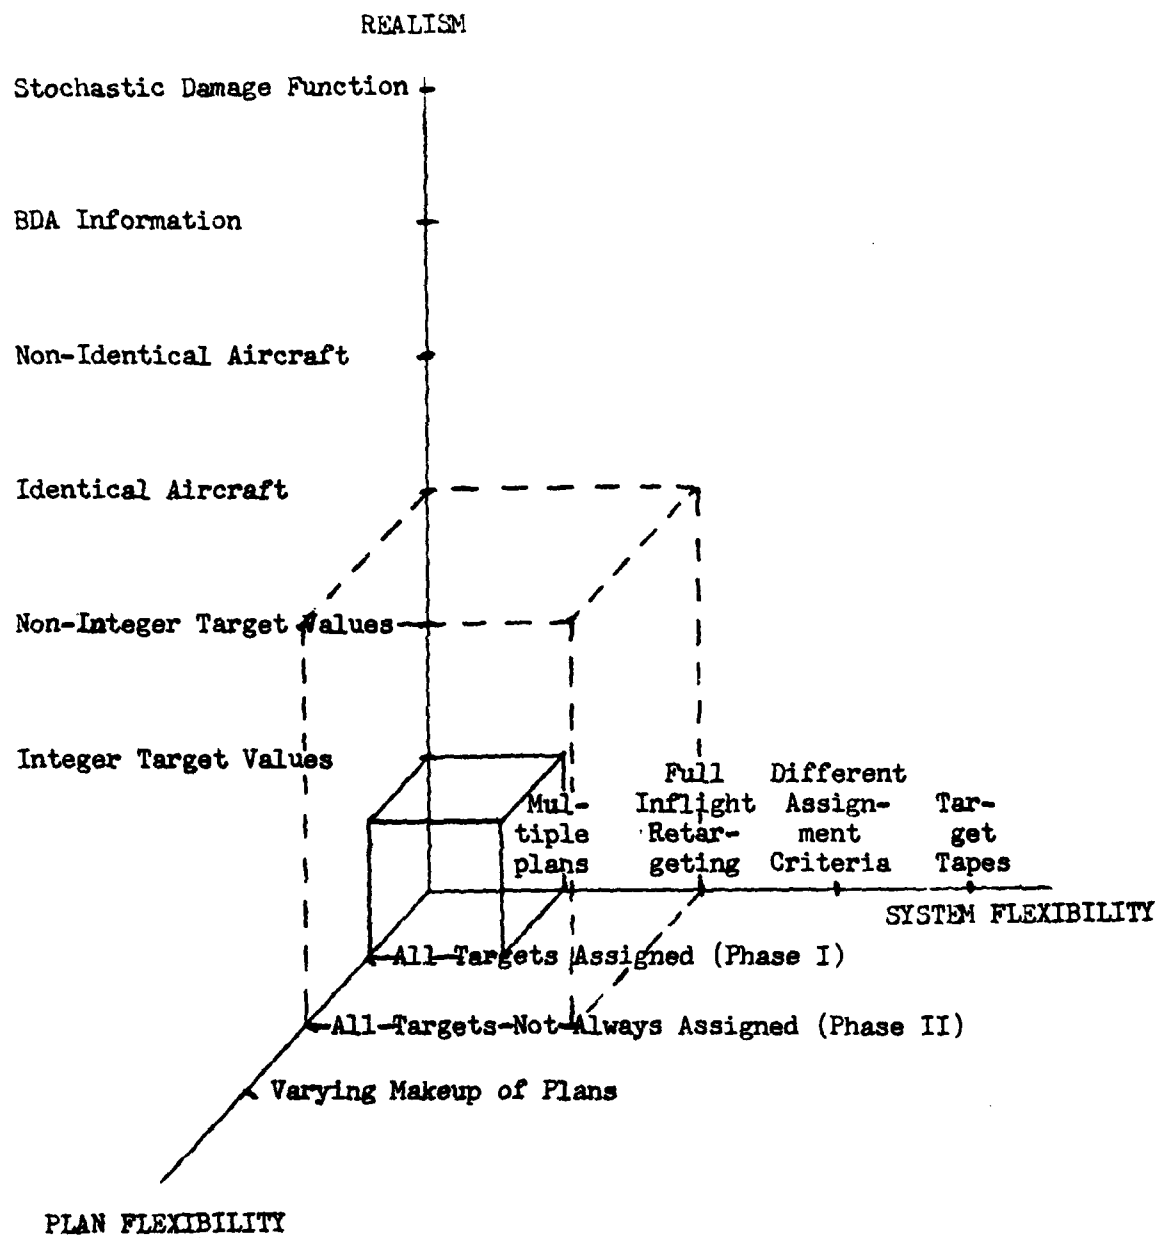 REALISM
Stochastic Damage Function
BDA Information
Non-Identical Aircraft
Identical Aircraft
Non-Integer Target Values
Integer Target Values
Mul-
tiple
plans
Full
Inflight
Retar-
geting
Different
Assign-
ment
Criteria
Tar-
get
Tapes
SYSTEM FLEXIBILITY
All Targets Assigned (Phase I)
All Targets Not Always Assigned (Phase II)
Varying Makeup of Plans
PLAN FLEXIBILITY